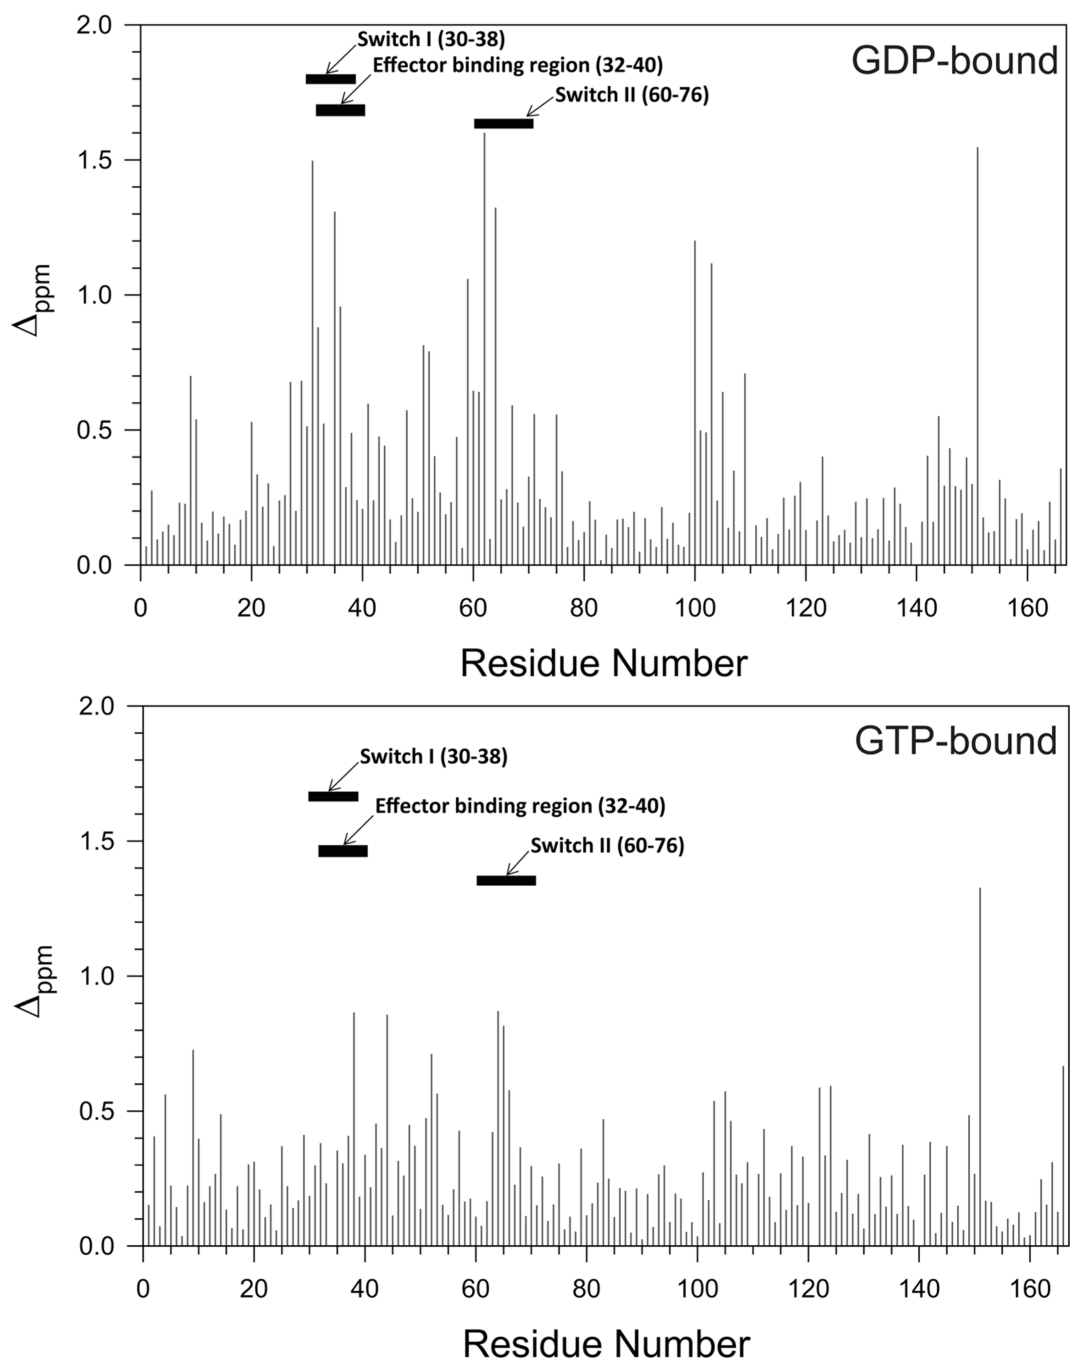 2.0
Switch I (30-38)
GDP-bound
Effector binding region (32-40)
Switch II (60-76)
1.5
1.0
Δppm
0.5
0.0
0 20 40 60 80 100 120 140 160
Residue Number
2.0
GTP-bound
Switch I (30-38)
Effector binding region (32-40)
1.5
Switch II (60-76)
1.0
Δppm
0.5
0.0
0 20 40 60 80 100 120 140 160
Residue Number